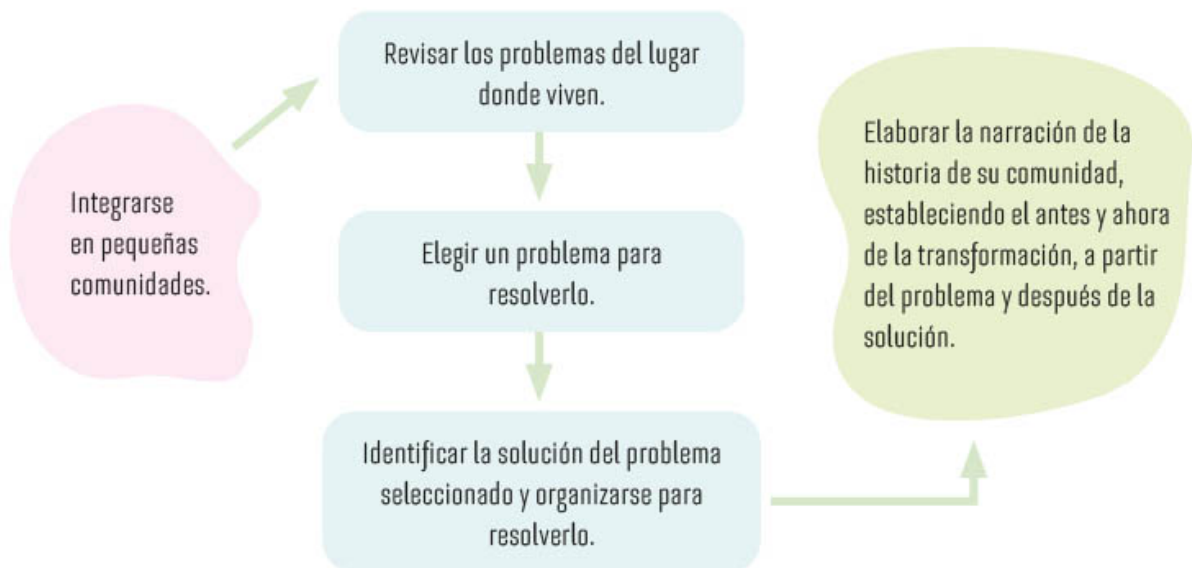 Integrarse
en pequeñas
comunidades.
Revisar los problemas del lugar
donde viven.
Elegir un problema para
resolverlo.
Identificar la solución del problema
seleccionado y organizarse para
resolverlo.
Elaborar la narración de la
historia de su comunidad,
estableciendo el antes y ahora
de la transformación, a partir
del problema y después de la
solución.